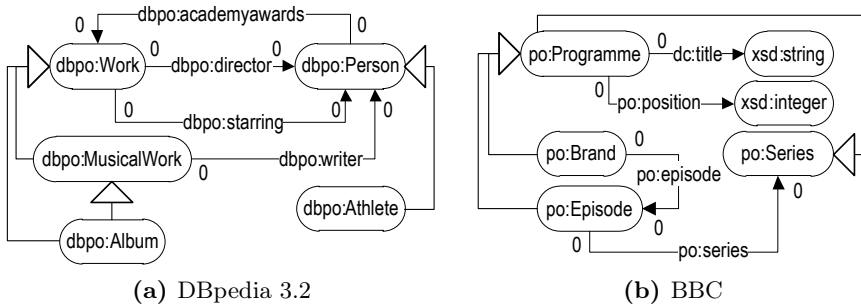 dbpo:academyawards
0 0
dbpo:Work 0 dbpo:director 0 dbpo:Person
0 dbpo:starring 0 0
dbpo:MusicalWork 0 dbpo:writer
dbpo:Athlete
dbpo:Album
(a) DBpedia 3.2
0
po:Programme 0 dc:title xsd:string
0 po:position xsd:integer
po:Brand 0 po:Series
po:episode 0
po:Episode 0
0 po:series
(b) BBC